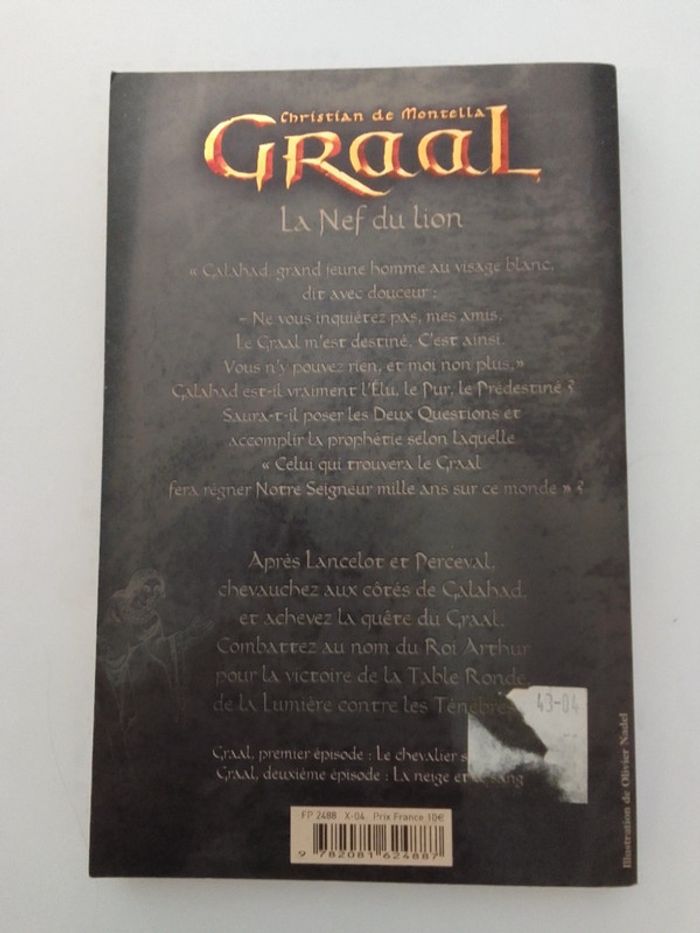 Christian de Montella
GRAAL
La Nef du lion
« Galahad, grand jeune homme au visage blanc,
dit avec douceur :
– Ne vous inquiétez pas, mes amis.
Le Graal m'est destiné. C'est ainsi.
Vous n'y pouvez rien, et moi non plus.»
Galahad est-il vraiment l'Élu, le Pur, le Prédestiné ?
Saura-t-il poser les Deux Questions et
accomplir la prophétie selon laquelle
« Celui qui trouvera le Graal
fera régner Notre Seigneur mille ans sur ce monde » ?
Après Lancelot et Perceval,
chevauchez aux côtés de Galahad,
et achevez la quête du Graal.
Combattez au nom du Roi Arthur
pour la victoire de la Table Ronde,
de la Lumière contre les Ténèbres
43-04
Graal, premier épisode : Le chevalier s
Graal, deuxième épisode : La neige et le sang
FP 2488 X-04 Prix France 10€
9 782081 624887
Illustration de Olivier Nadel